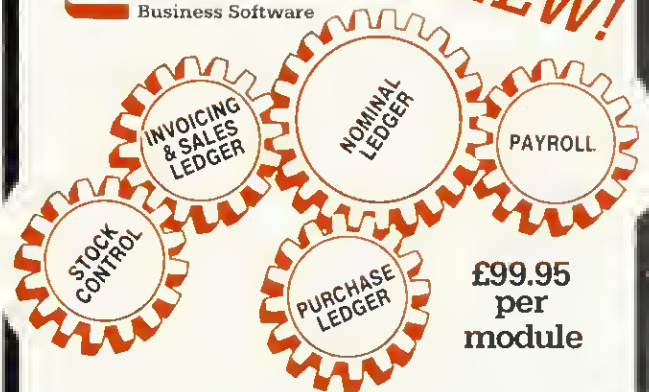 Business Software
NEW!
INVOICING
& SALES
LEDGER
NOMINAL
LEDGER
PAYROLL
STOCK
CONTROL
PURCHASE
LEDGER
£99.95
per
module